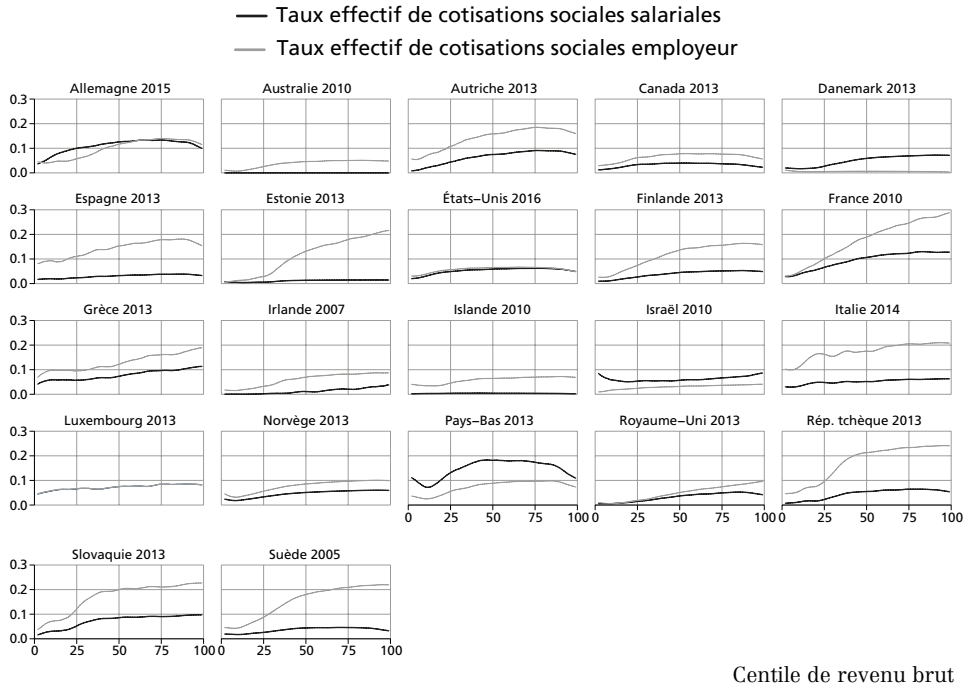 Taux effectif de cotisations sociales salariales
Taux effectif de cotisations sociales employeur
Allemagne 2015 Australie 2010 Autriche 2013 Canada 2013 Danemark 2013
0.3
0.2
0.1
0.0
Espagne 2013 Estonie 2013 États–Unis 2016 Finlande 2013 France 2010
0.3
0.2
0.1
0.0
Grèce 2013 Irlande 2007 Islande 2010 Israël 2010 Italie 2014
0.3
0.2
0.1
0.0
Luxembourg 2013 Norvège 2013 Pays–Bas 2013 Royaume–Uni 2013 Rép. tchèque 2013
0.3
0.2
0.1
0.0
0 25 50 75 100 0 25 50 75 100 0 25 50 75 100
Slovaquie 2013 Suède 2005
0.3
0.2
0.1
0.0
0 25 50 75 100 0 25 50 75 100
Centile de revenu brut